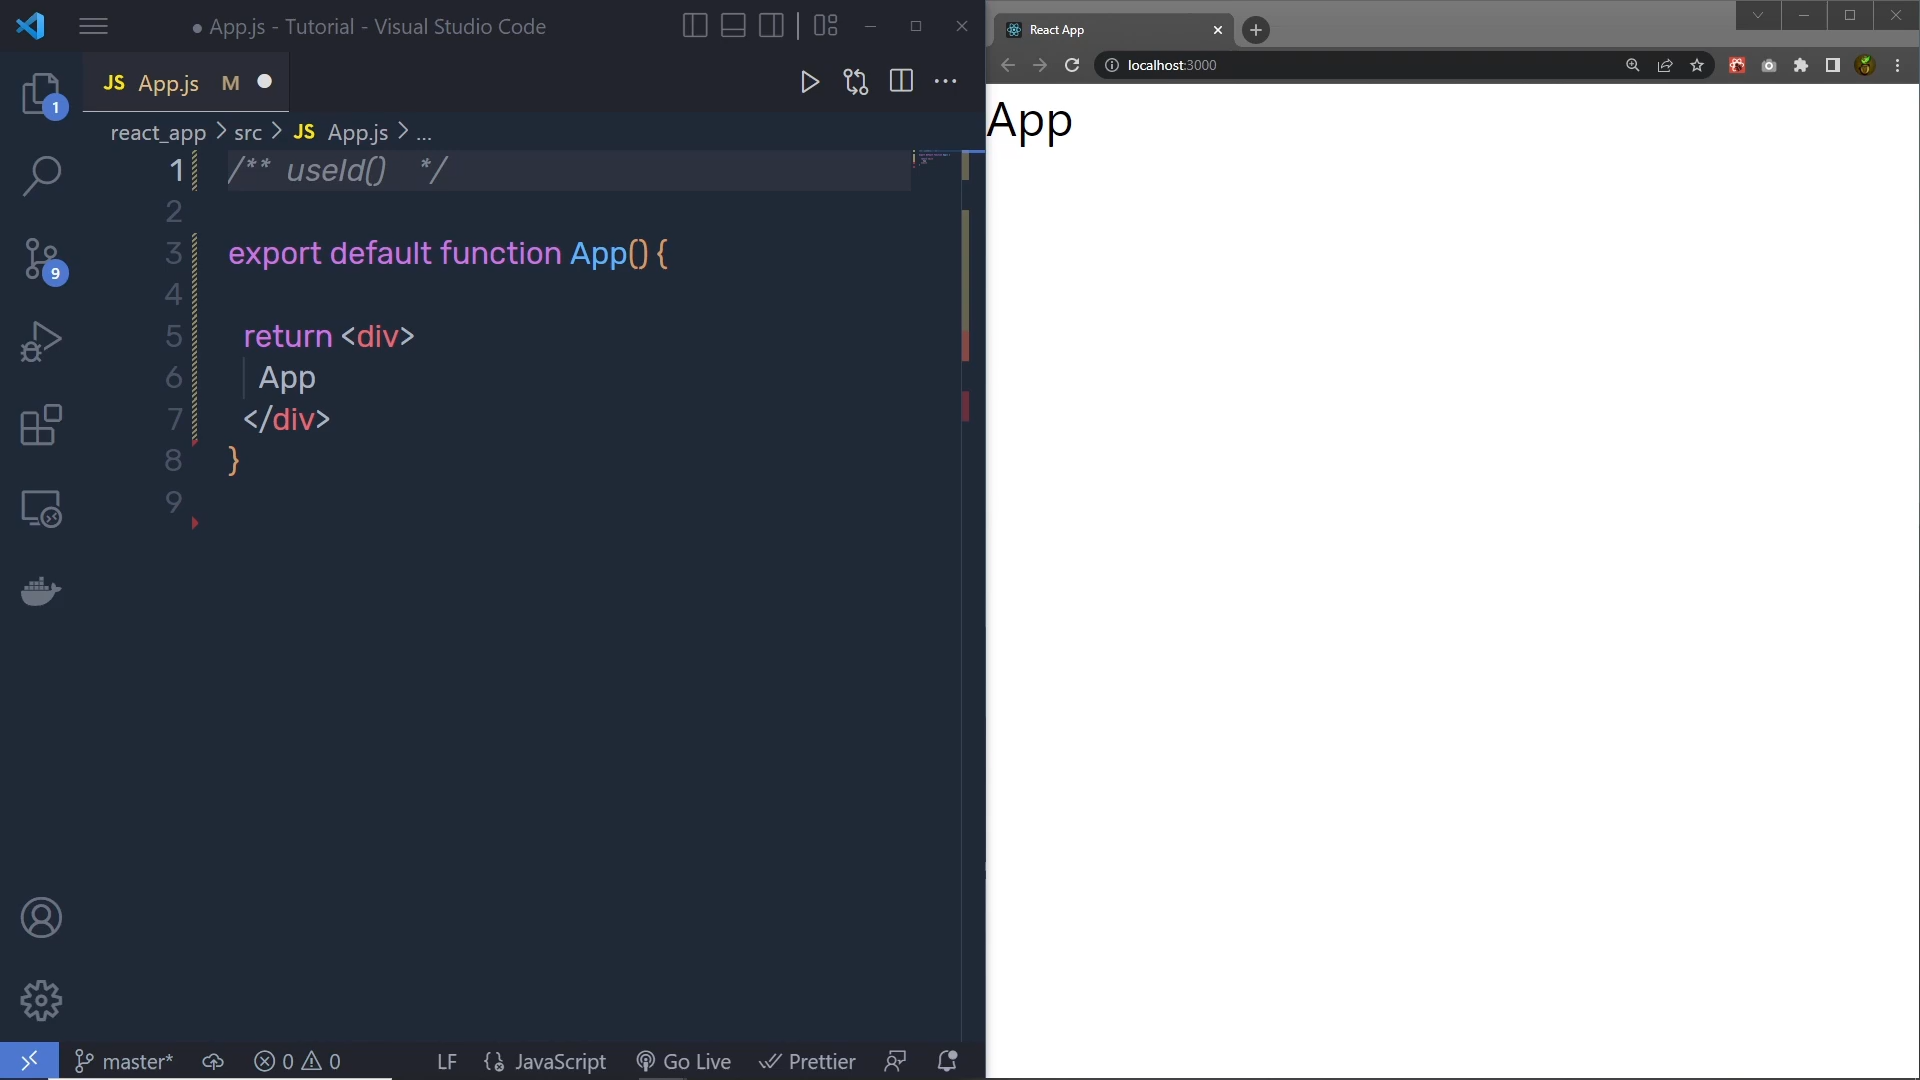 ● App.js - Tutorial - Visual Studio Code
JS App.js M
react_app > src > JS App.js > ...
1 /** useId() */
2
3 export default function App() {
4
5 return <div>
6 App
7 </div>
8 }
9
1
9
master* 0 0 LF JavaScript Go Live Prettier
React App
localhost:3000
App